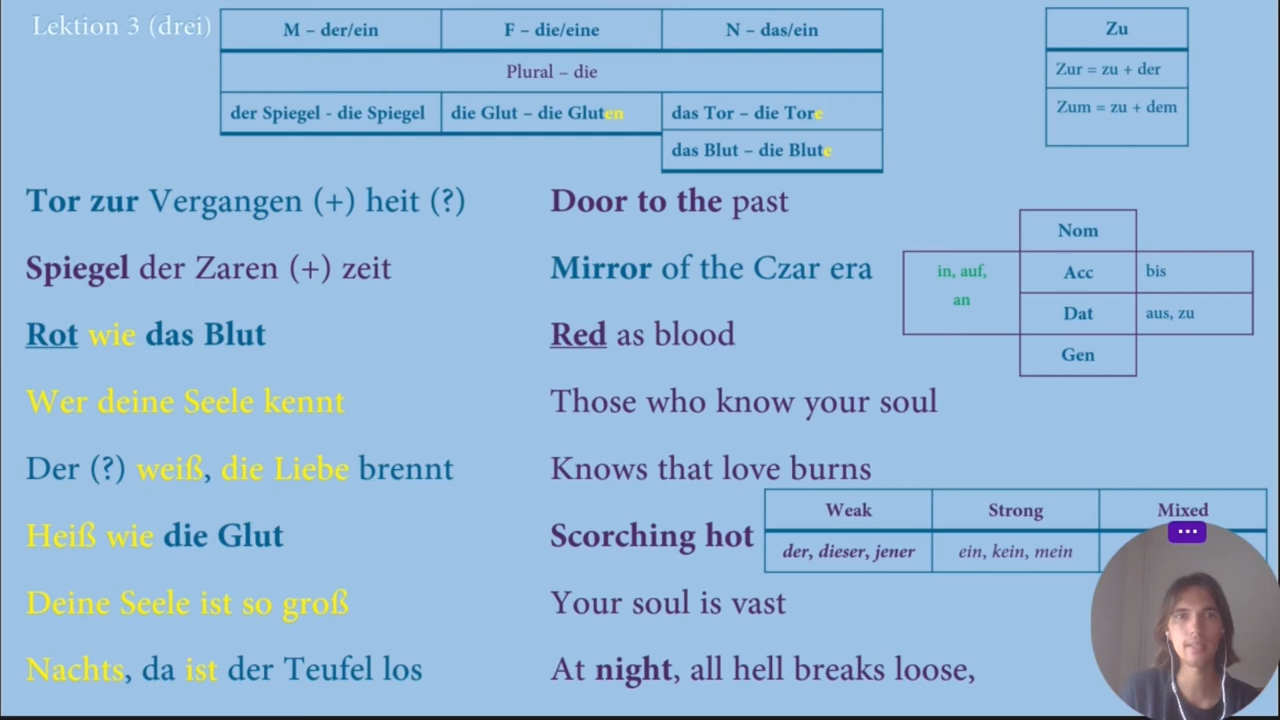 Lektion 3 (drei)
M – der/ein F – die/eine N – das/ein
Plural – die
der Spiegel - die Spiegel die Glut – die Gluten das Tor – die Tore
das Blut – die Blute
Zu
Zur = zu + der
Zum = zu + dem
Tor zur Vergangen (+) heit (?) Door to the past
Spiegel der Zaren (+) zeit Mirror of the Czar era
Rot wie das Blut Red as blood
Wer deine Seele kennt Those who know your soul
Der (?) weiß, die Liebe brennt Knows that love burns
Heiß wie die Glut Scorching hot
Deine Seele ist so groß Your soul is vast
Nachts, da ist der Teufel los At night, all hell breaks loose,
Nom
in, auf, Acc bis
an
Dat aus, zu
Gen
Weak Strong Mixed
der, dieser, jener ein, kein, mein